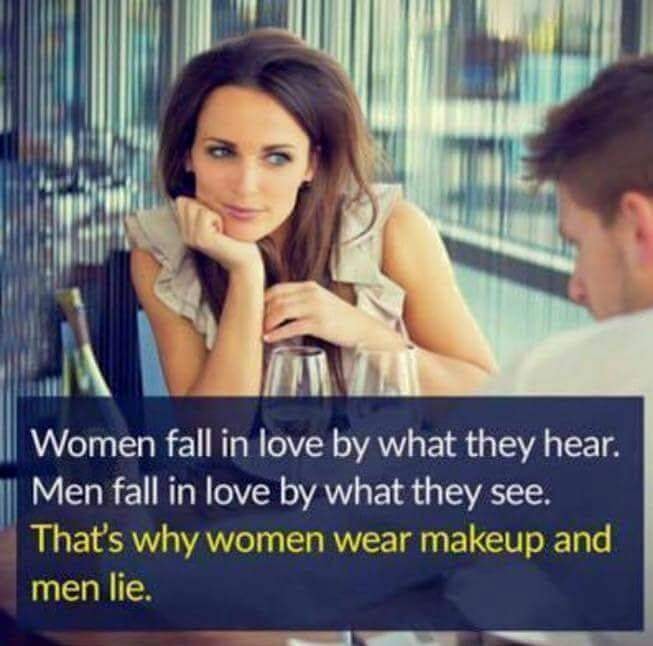 Women fall in love by what they hear.
Men fall in love by what they see.
That's why women wear makeup and
men lie.